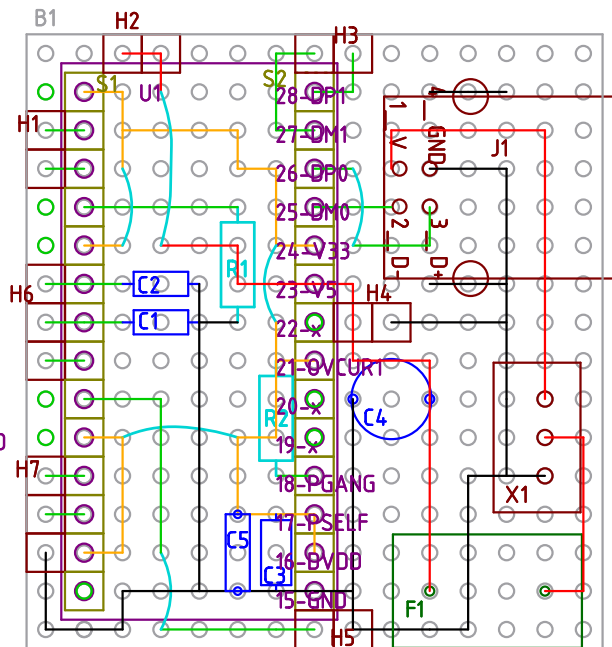 B1
H2
H3
S1
U1
S2
28-DP1
4
1
H1
27-DM1
V
GND
J1
26-DP0
25-DM0
2
3
24-V33
R1
D-
D+
C2
23-V5
H6
H4
C1
22-x
21-OVCUR1
20-x
R2
C4
19-x
H7
18-PGANG
X1
17-PSELF
C5
16-DVDD
C3
15-GND
F1
H5